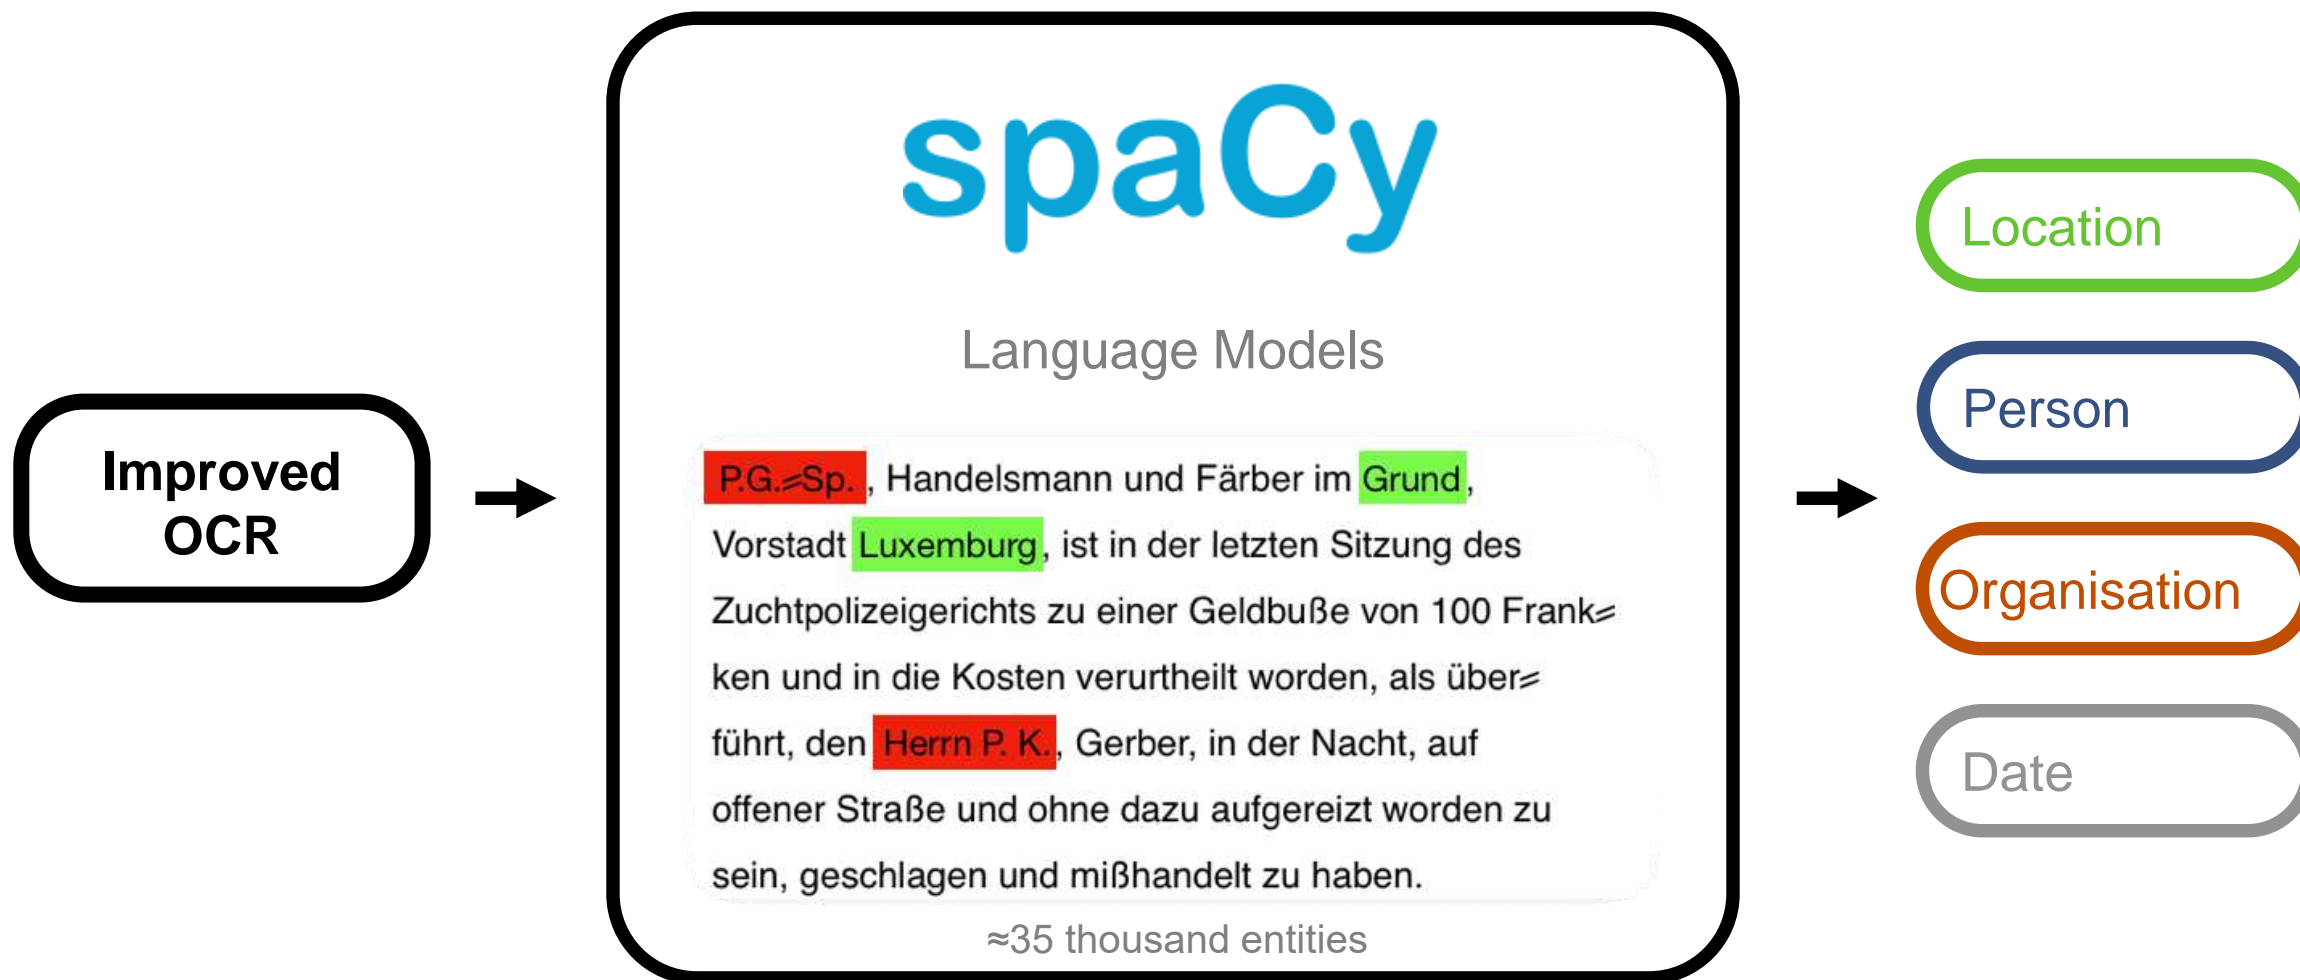 Improved
OCR
spaCy
Language Models
P.G.⸗Sp. , Handelsmann und Färber im Grund,
Vorstadt Luxemburg, ist in der letzten Sitzung des
Zuchtpolizeigerichts zu einer Geldbuße von 100 Frank⸗
ken und in die Kosten verurtheilt worden, als über⸗
führt, den Herrn P. K., Gerber, in der Nacht, auf
offener Straße und ohne dazu aufgereizt worden zu
sein, geschlagen und mißhandelt zu haben.
≈35 thousand entities
Location
Person
Organisation
Date